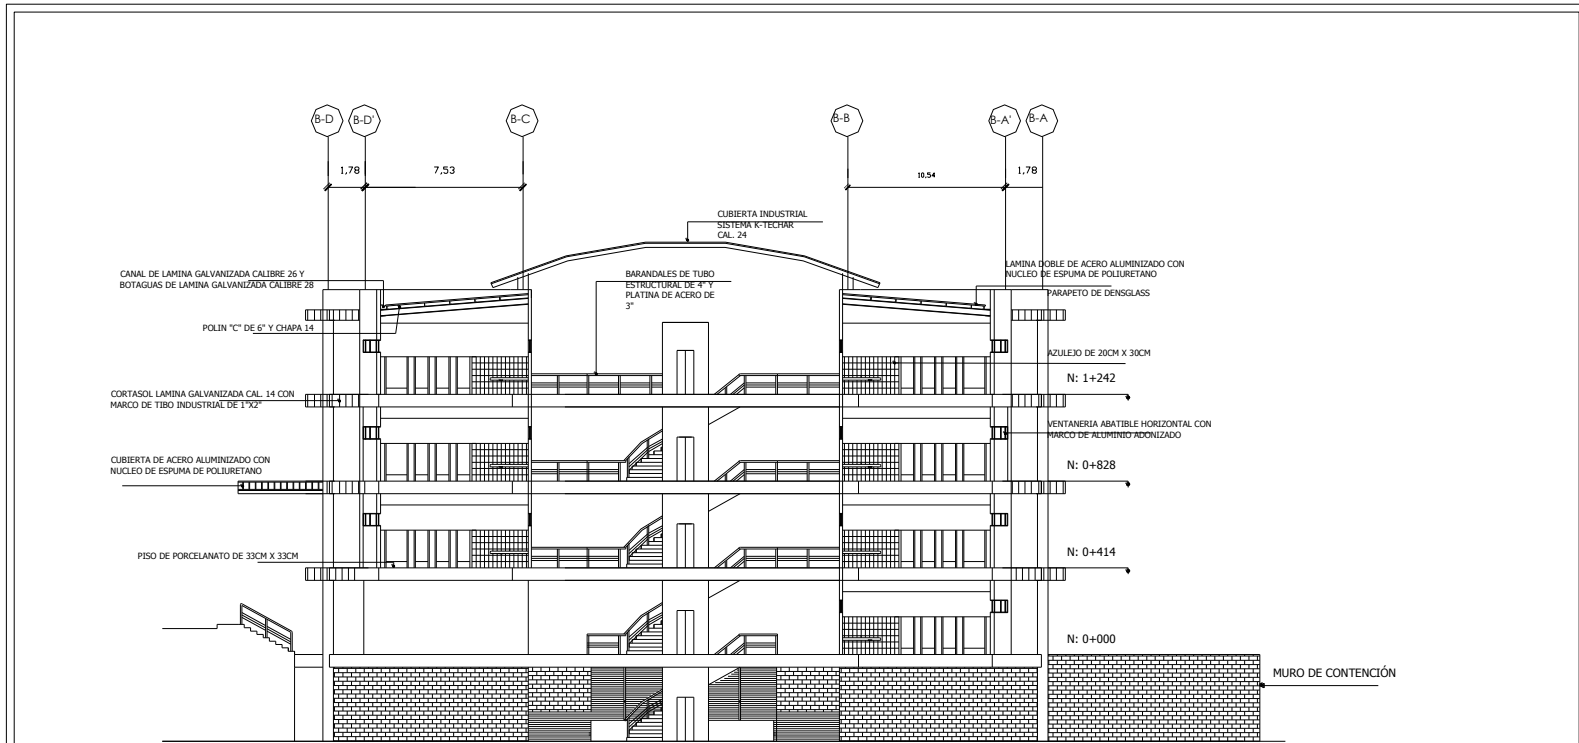 B-D B-D' B-C B-B B-A' B-A
1,78 7,53 10,54 1,78
CUBIERTA INDUSTRIAL
SISTEMA K-TECHAR
CAL. 24
CANAL DE LAMINA GALVANIZADA CALIBRE 26 Y
BOTAGUAS DE LAMINA GALVANIZADA CALIBRE 28
BARANDALES DE TUBO
ESTRUCTURAL DE 4" Y
PLATINA DE ACERO DE
3"
LAMINA DOBLE DE ACERO ALUMINIZADO CON
NUCLEO DE ESPUMA DE POLIURETANO
PARAPETO DE DENSGLASS
POLIN "C" DE 6" Y CHAPA 14
AZULEJO DE 20CM X 30CM
N: 1+242
CORTASOL LAMINA GALVANIZADA CAL. 14 CON
MARCO DE TIBO INDUSTRIAL DE 1"X2"
VENTANERIA ABATIBLE HORIZONTAL CON
MARCO DE ALUMINIO ADONIZADO
CUBIERTA DE ACERO ALUMINIZADO CON
NUCLEO DE ESPUMA DE POLIURETANO
N: 0+828
PISO DE PORCELANATO DE 33CM X 33CM
N: 0+414
N: 0+000
MURO DE CONTENCIÓN